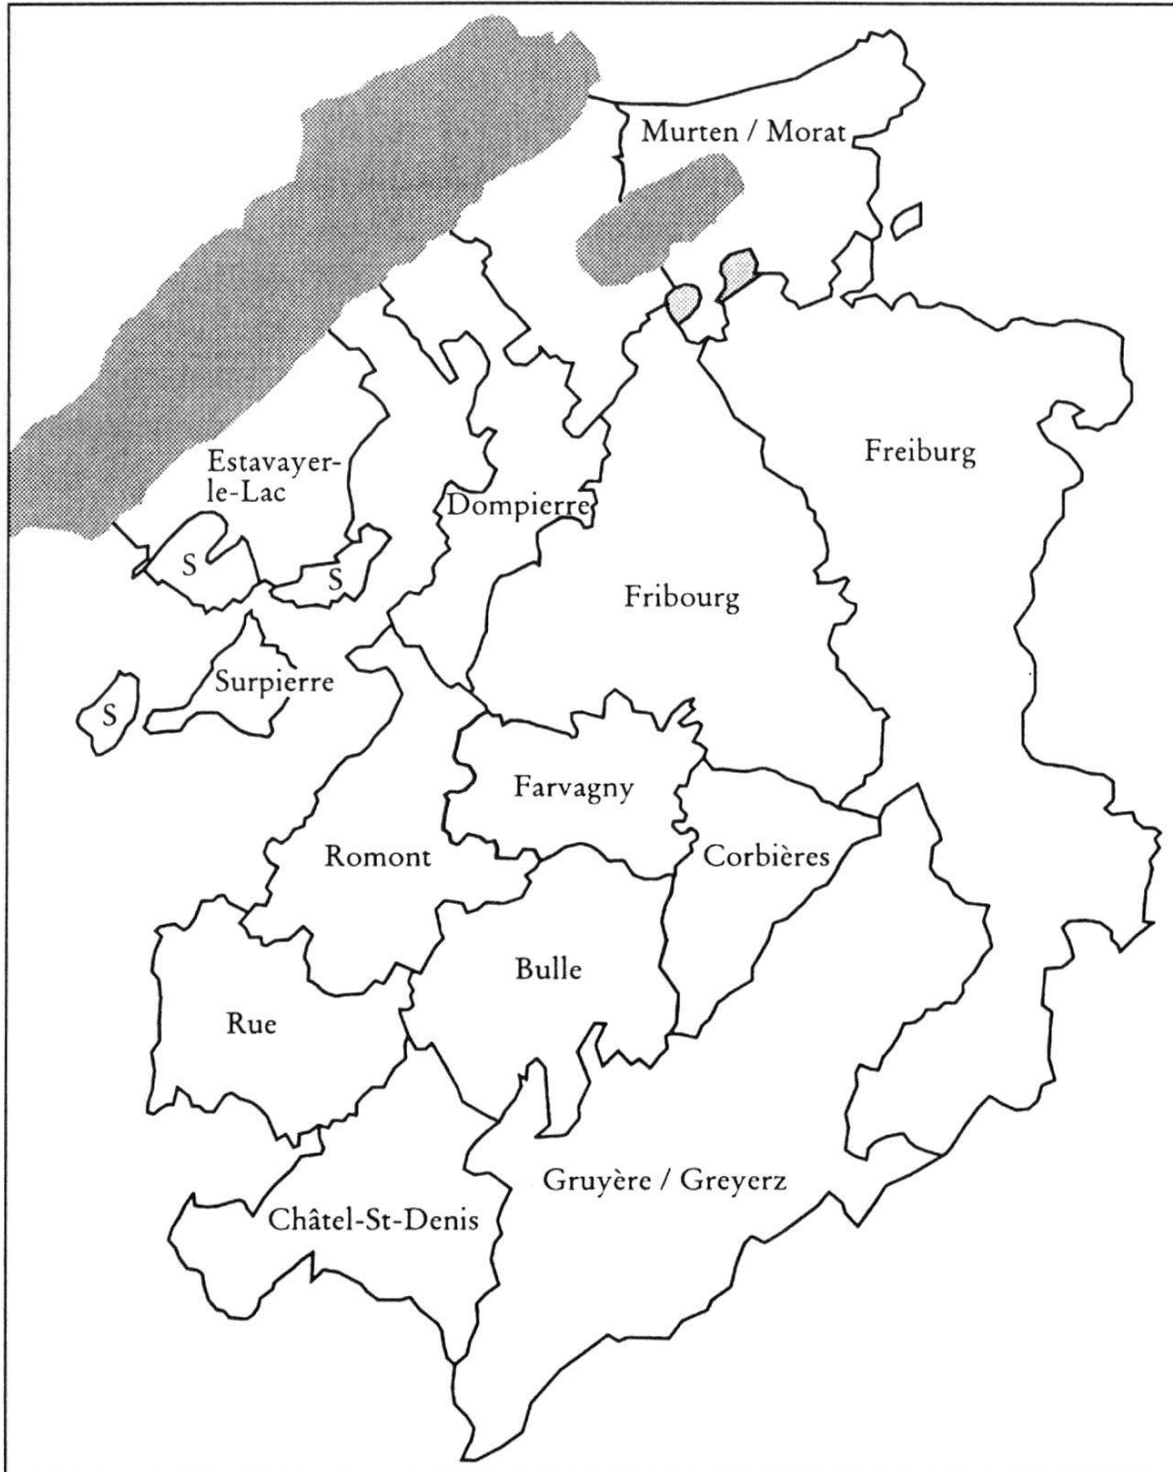 Murten / Morat
Freiburg
Estavayer-
le-Lac
Dompierre
S
S
Fribourg
Surpierre
S
Farvagny
Romont
Corbières
Bulle
Rue
Gruyère / Greyerz
Châtel-St-Denis